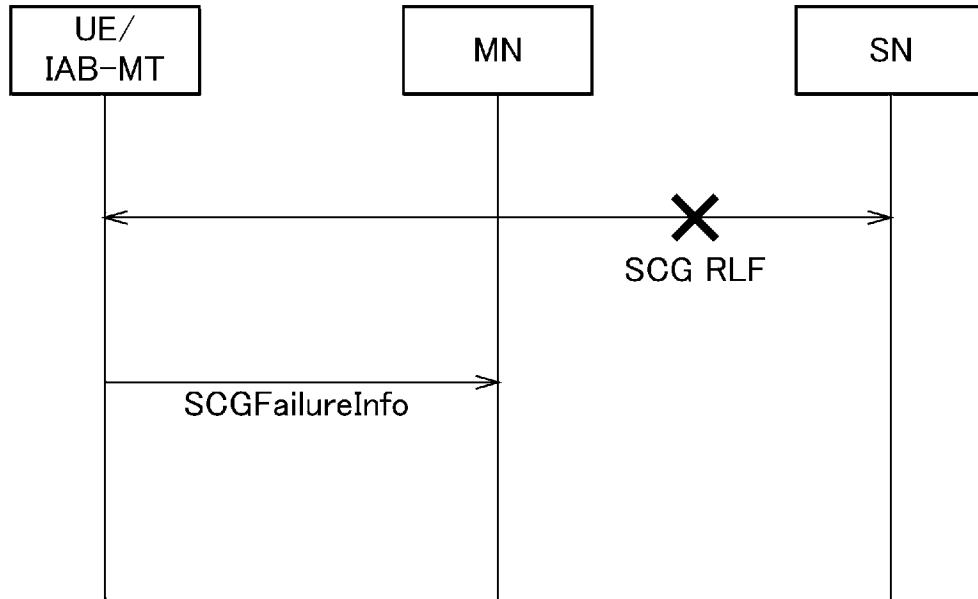 UE/
IAB-MT
MN
SN
SCG RLF
SCGFailureInfo